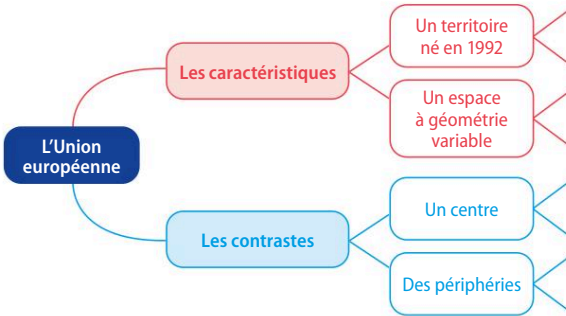 Un territoire
né en 1992
Les caractéristiques
Un espace
à géométrie
variable
L'Union
européenne
Un centre
Les contrastes
Des périphéries